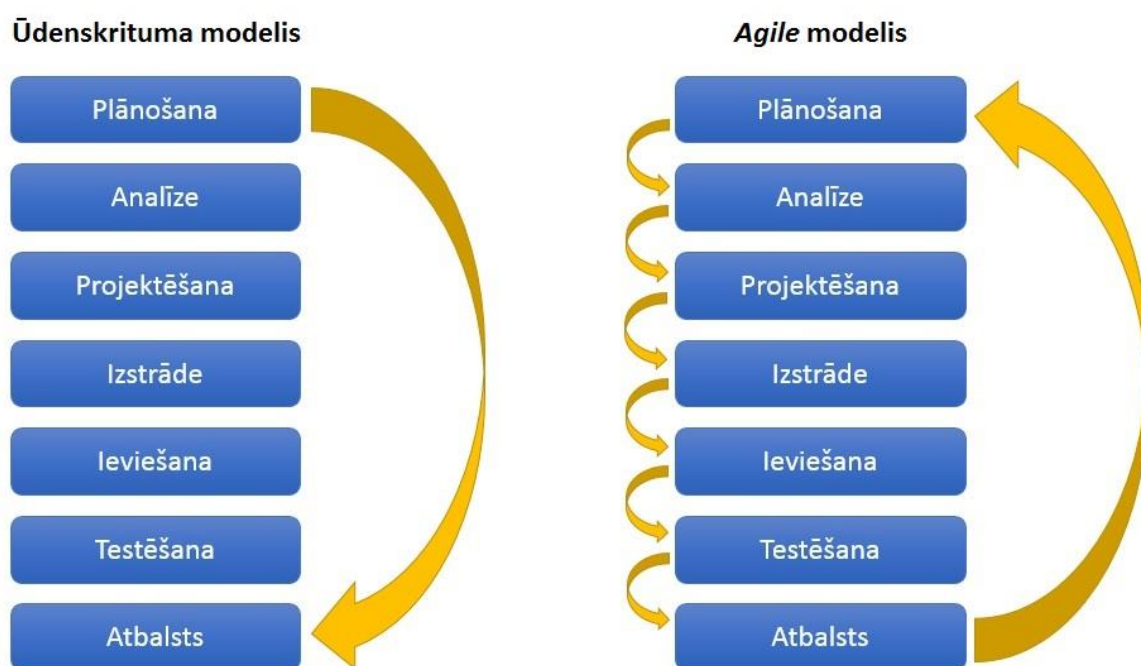 Ūdenskrituma modelis
Plānošana
Analīze
Projektēšana
Izstrāde
Ieviešana
Testēšana
Atbalsts
Agile modelis
Plānošana
Analīze
Projektēšana
Izstrāde
Ieviešana
Testēšana
Atbalsts